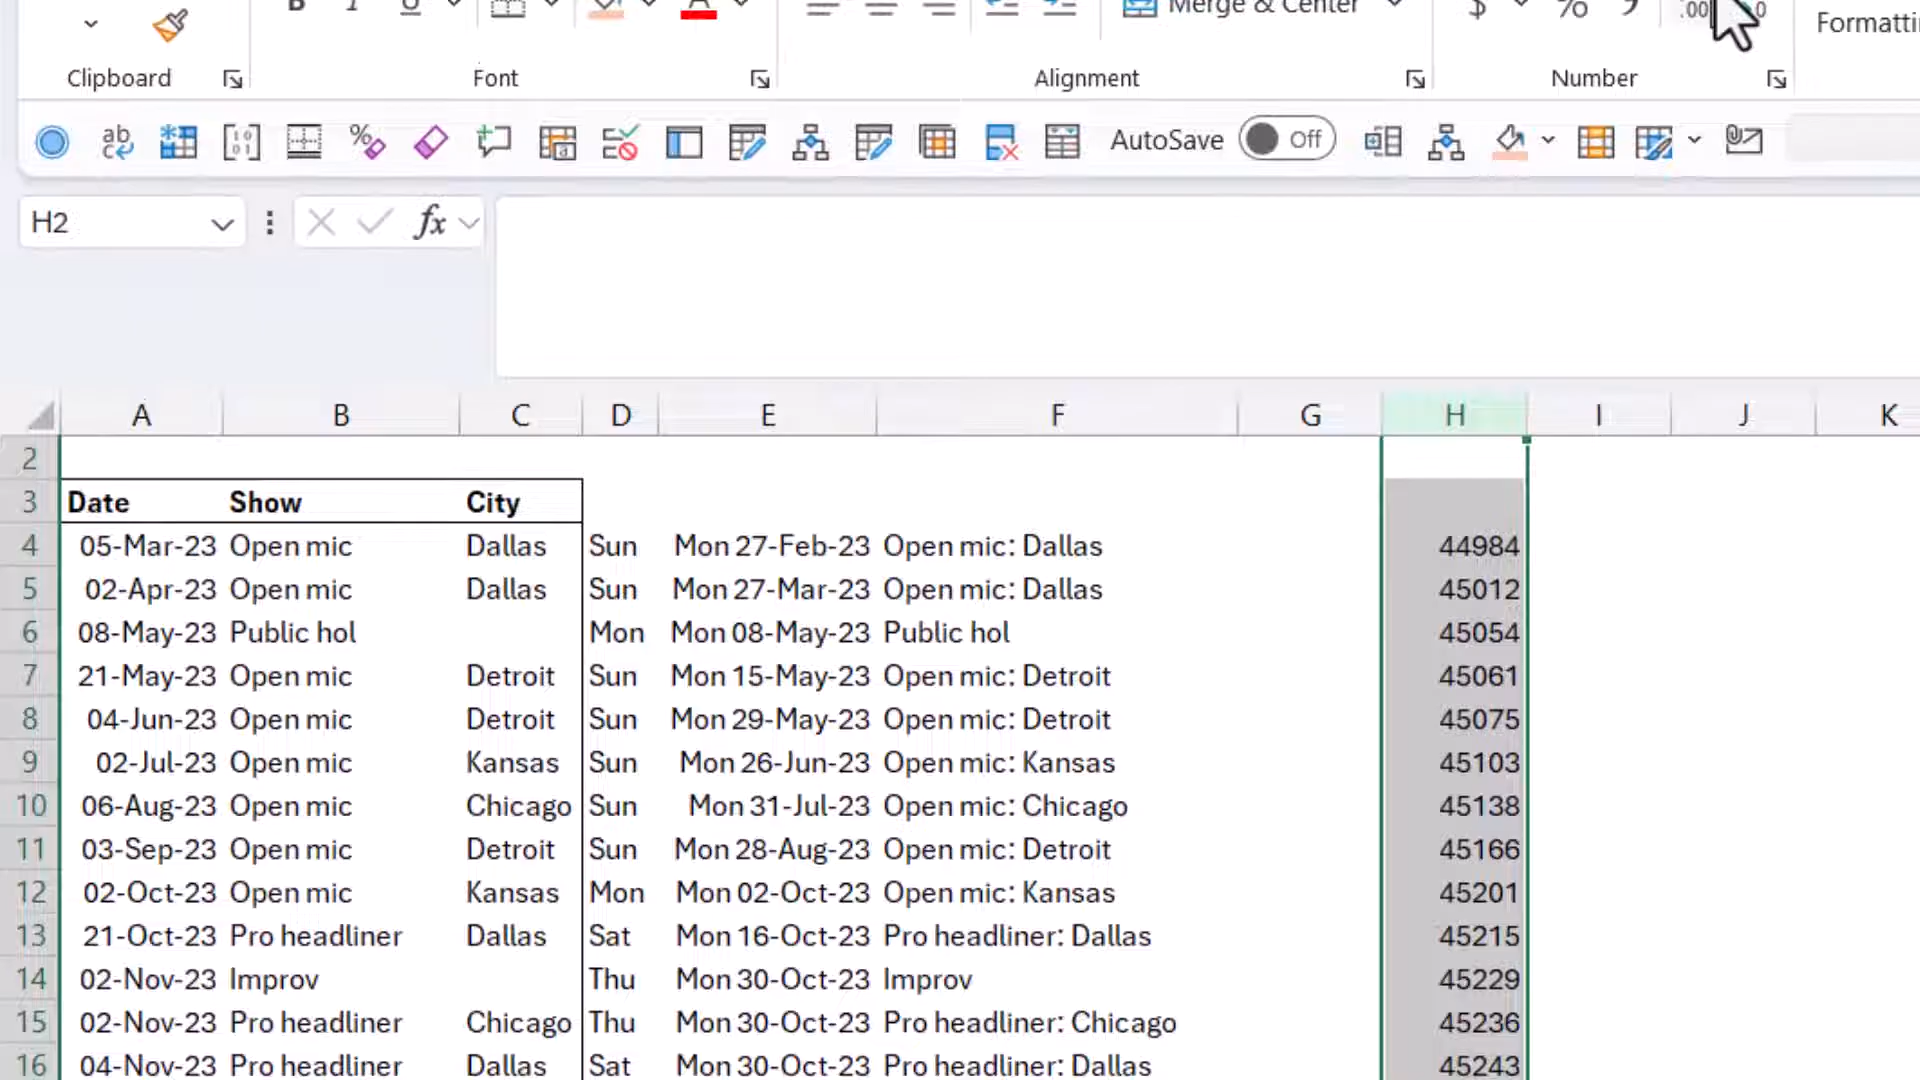 B I U Merge & Center $ % .00 Formatti
Clipboard Font Alignment Number
AutoSave Off
H2 fx
A B C D E F G H I J K
2
3 Date Show City
4 05-Mar-23 Open mic Dallas Sun Mon 27-Feb-23 Open mic: Dallas 44984
5 02-Apr-23 Open mic Dallas Sun Mon 27-Mar-23 Open mic: Dallas 45012
6 08-May-23 Public hol Mon Mon 08-May-23 Public hol 45054
7 21-May-23 Open mic Detroit Sun Mon 15-May-23 Open mic: Detroit 45061
8 04-Jun-23 Open mic Detroit Sun Mon 29-May-23 Open mic: Detroit 45075
9 02-Jul-23 Open mic Kansas Sun Mon 26-Jun-23 Open mic: Kansas 45103
10 06-Aug-23 Open mic Chicago Sun Mon 31-Jul-23 Open mic: Chicago 45138
11 03-Sep-23 Open mic Detroit Sun Mon 28-Aug-23 Open mic: Detroit 45166
12 02-Oct-23 Open mic Kansas Mon Mon 02-Oct-23 Open mic: Kansas 45201
13 21-Oct-23 Pro headliner Dallas Sat Mon 16-Oct-23 Pro headliner: Dallas 45215
14 02-Nov-23 Improv Thu Mon 30-Oct-23 Improv 45229
15 02-Nov-23 Pro headliner Chicago Thu Mon 30-Oct-23 Pro headliner: Chicago 45236
16 04-Nov-23 Pro headliner Dallas Sat Mon 30-Oct-23 Pro headliner: Dallas 45243